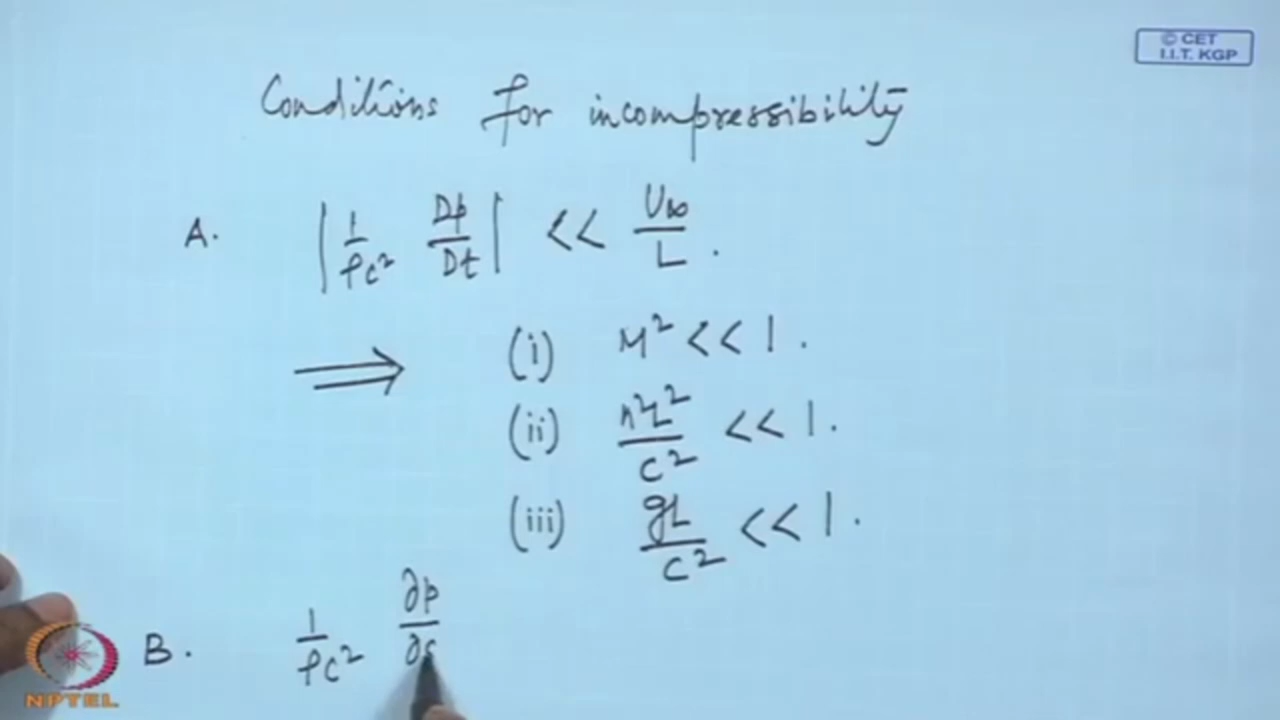 © CET
I.I.T. KGP
Conditions for incompressibility
A. | 1/ρc² Dp/Dt | << U∞/L .
⟹ (i) M² << 1 .
(ii) n²L²/c² << 1 .
(iii) gL/c² << 1 .
B. 1/ρc² ∂p/∂s
NPTEL